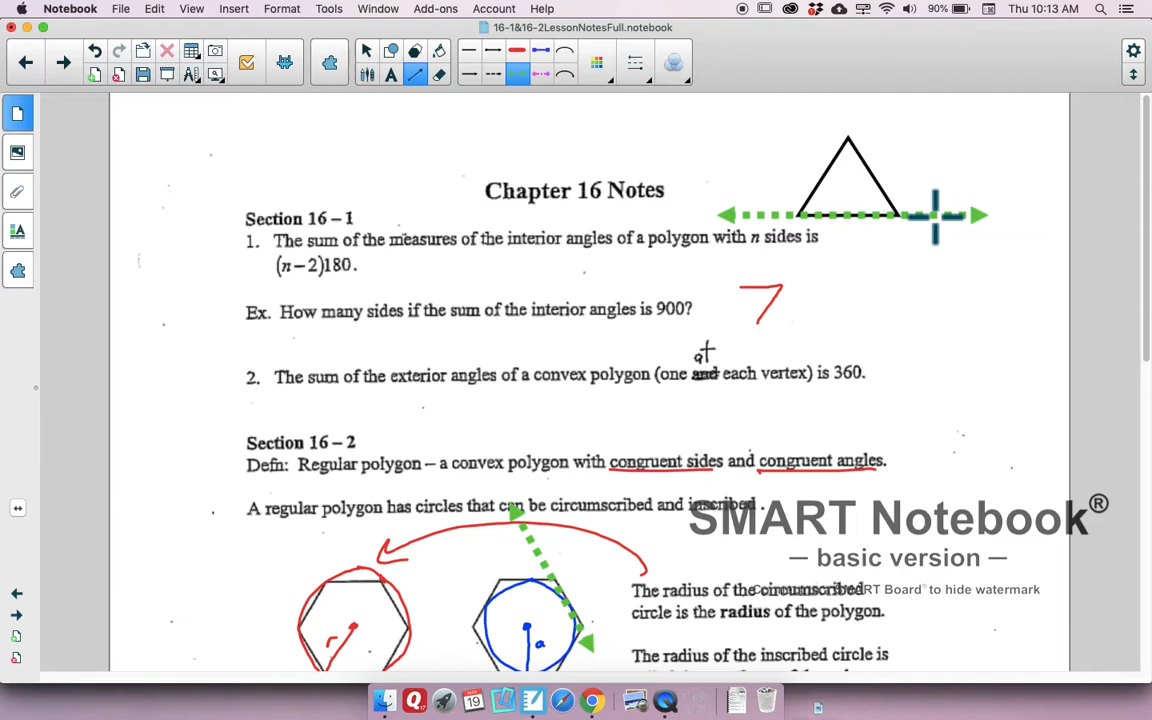 Notebook File Edit View Insert Format Tools Window Account Help 90% Thu 10:13 AM
16-1&16-2LessonNotesFull.notebook
Chapter 16 Notes
Section 16 – 1
1. The sum of the measures of the interior angles of a polygon with n sides is
(n – 2)180.
Ex. How many sides if the sum of the interior angles is 900? 7
at
2. The sum of the exterior angles of a convex polygon (one and each vertex) is 360.
Section 16 – 2
Defn: Regular polygon – a convex polygon with congruent sides and congruent angles.
A regular polygon has circles that can be circumscribed and inscribed.
SMART Notebook®
— basic version —
SMART Board to hide watermark
The radius of the circumscribed
circle is the radius of the polygon.
r
a
The radius of the inscribed circle is